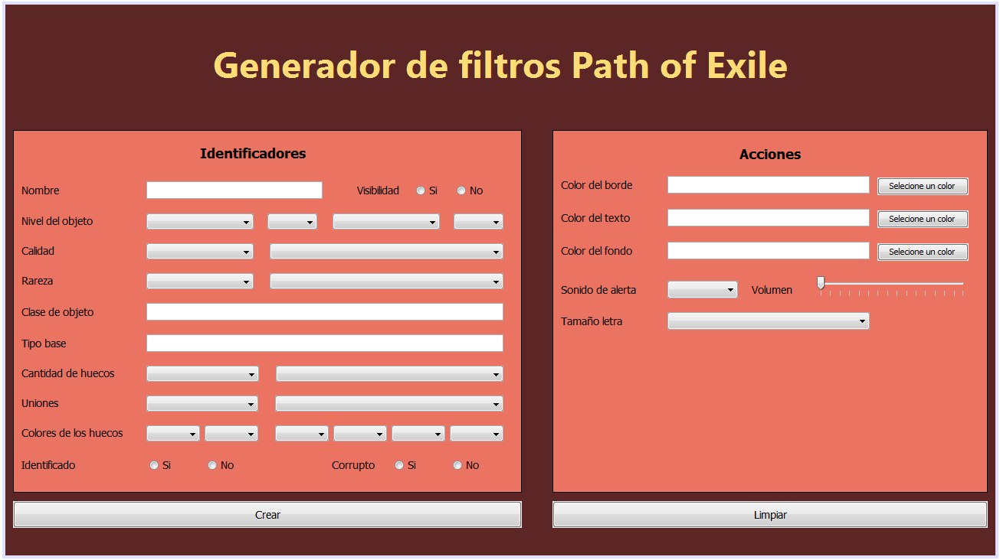 Generador de filtros Path of Exile
Identificadores
Nombre
Visibilidad Si No
Nivel del objeto
Calidad
Rareza
Clase de objeto
Tipo base
Cantidad de huecos
Uniones
Colores de los huecos
Identificado Si No Corrupto Si No
Crear
Acciones
Color del borde Selecione un color
Color del texto Selecione un color
Color del fondo Selecione un color
Sonido de alerta Volumen
Tamaño letra
Limpiar